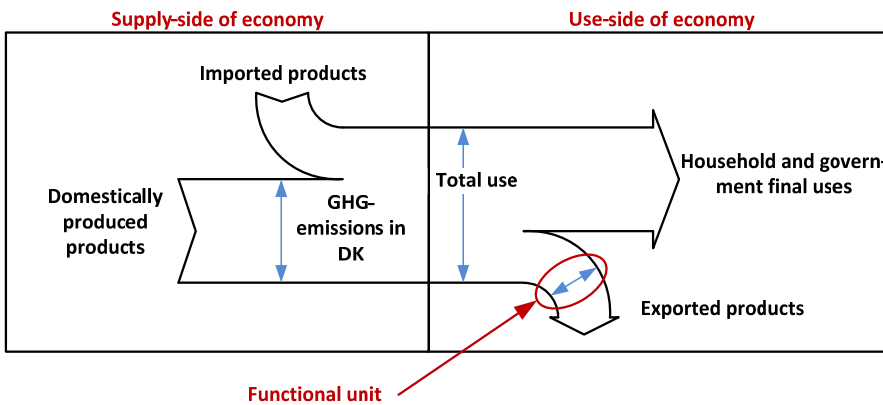 Supply-side of economy
Use-side of economy
Imported products
Domestically
produced
products
GHG-
emissions in
DK
Total use
Household and govern-
ment final uses
Exported products
Functional unit